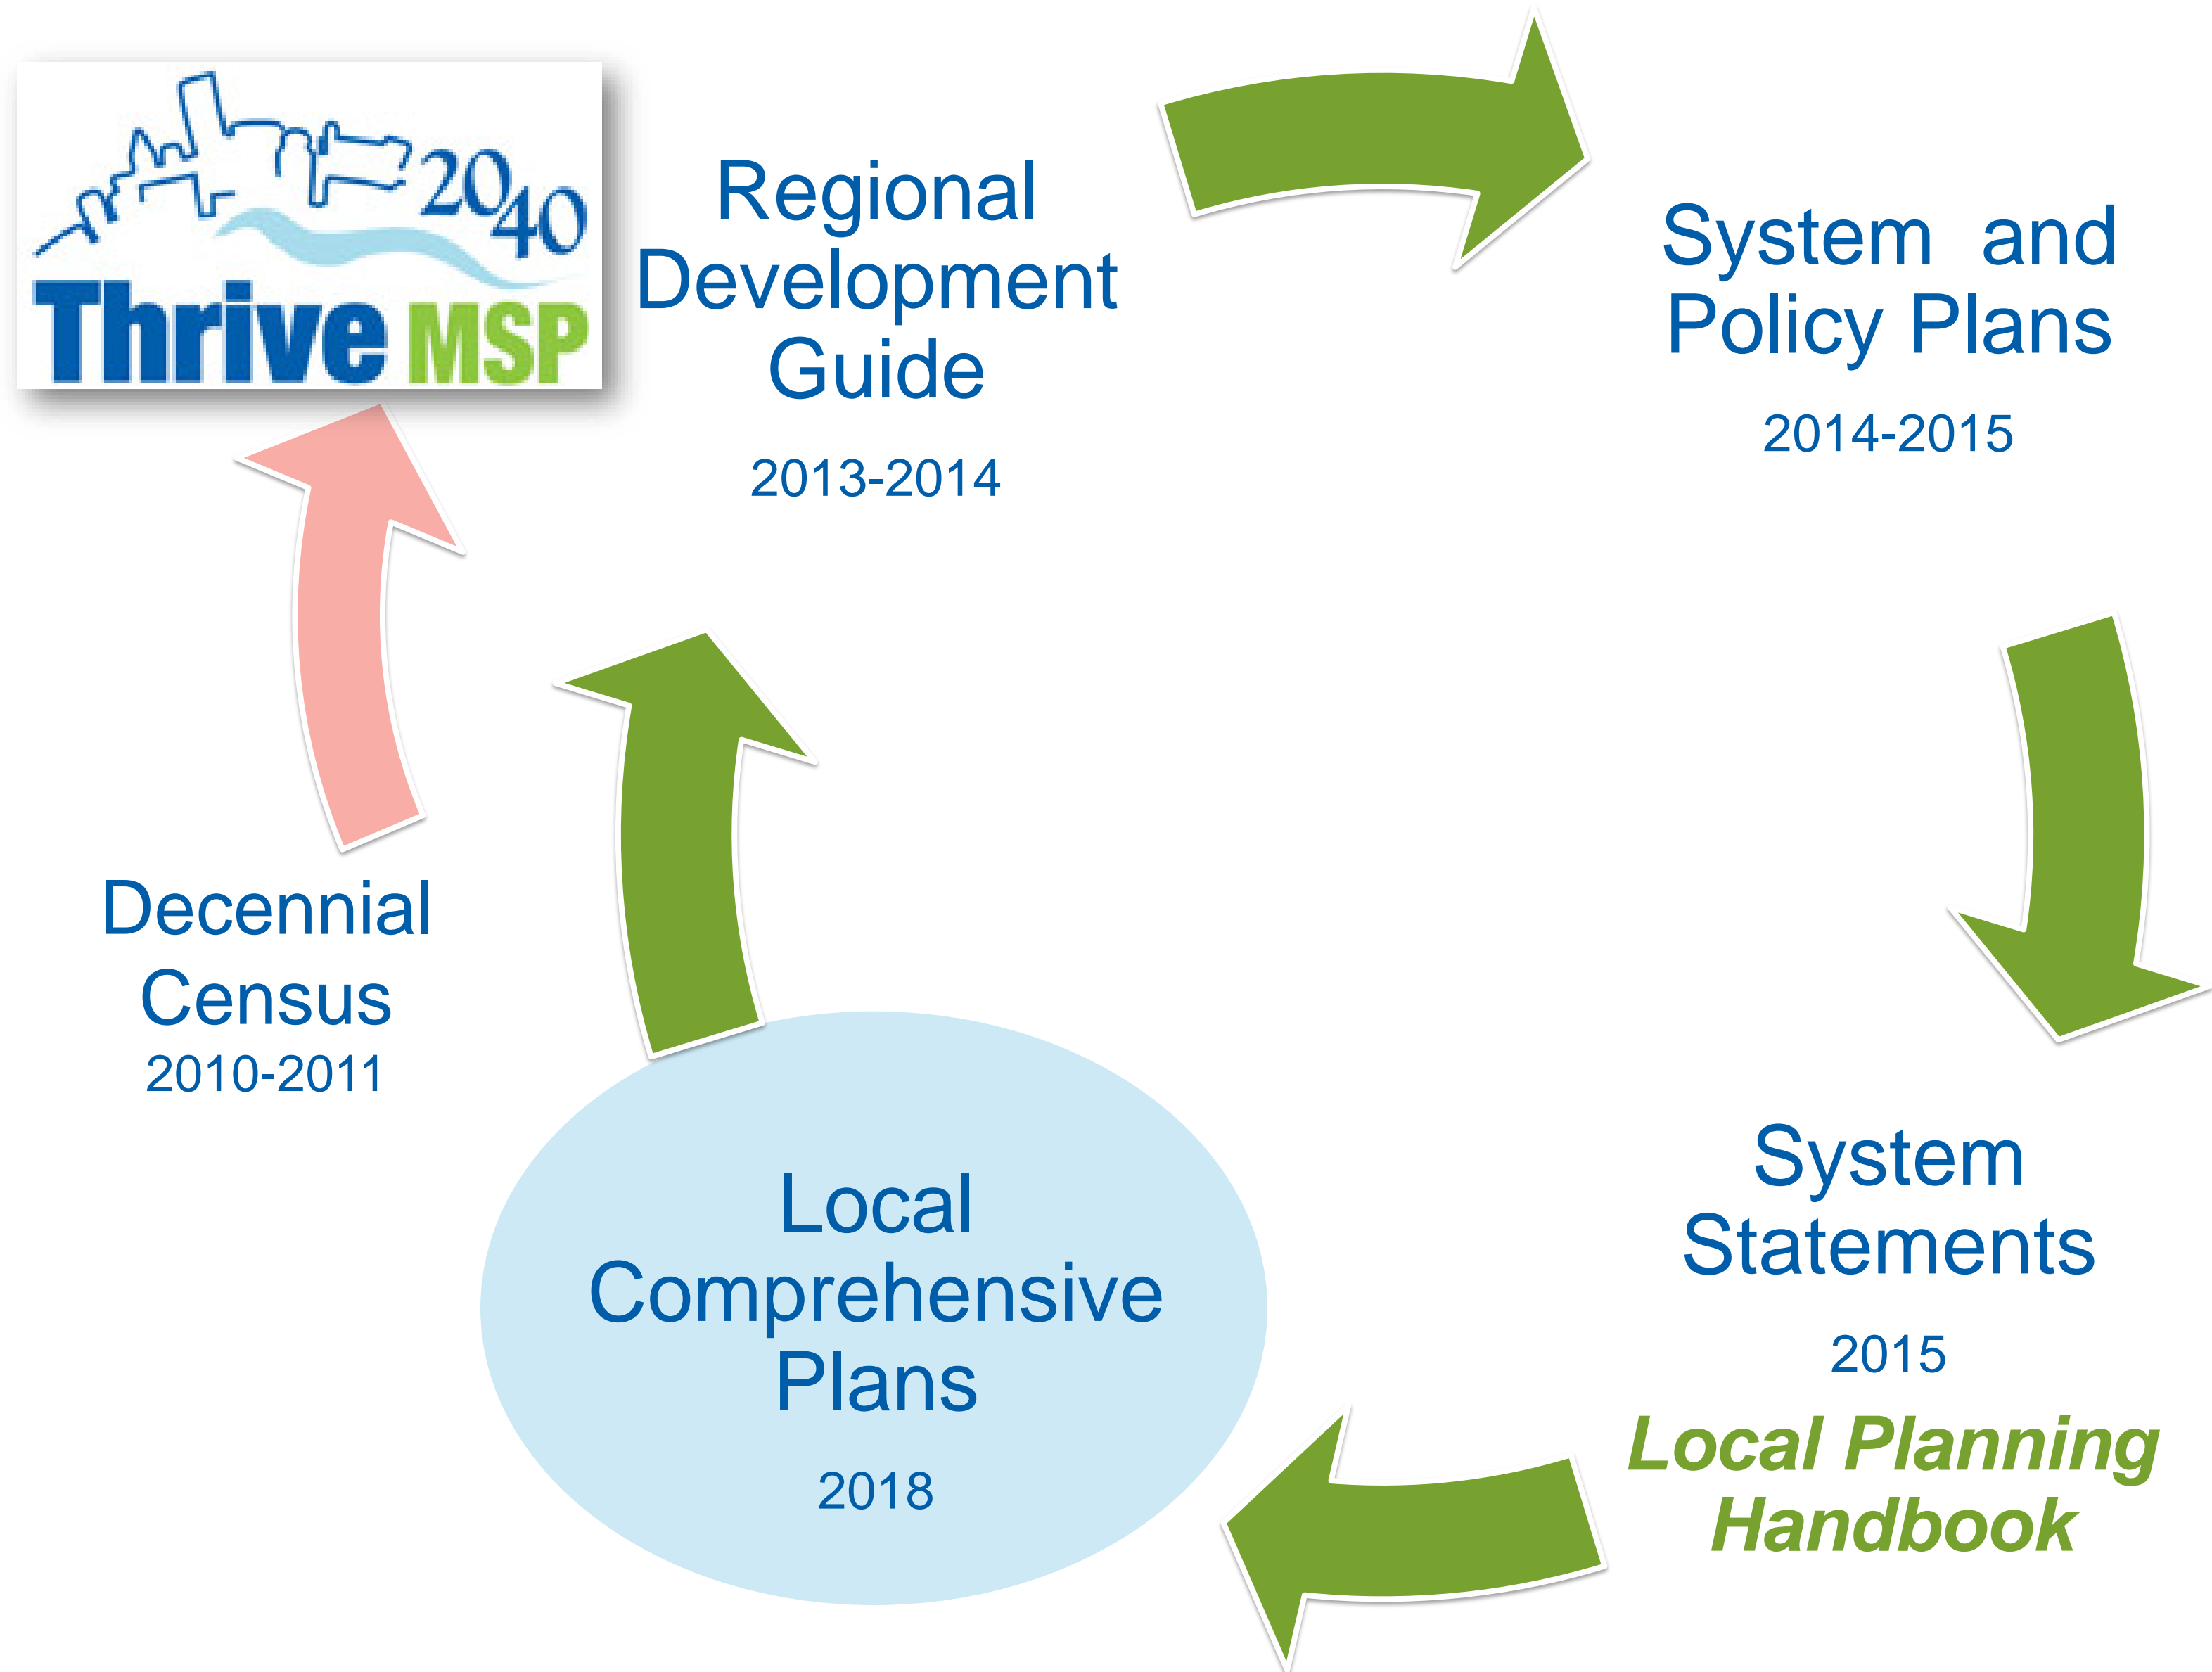 2040
Thrive MSP
Regional
Development
Guide
2013-2014
System and
Policy Plans
2014-2015
System
Statements
2015
Local Planning
Handbook
Local
Comprehensive
Plans
2018
Decennial
Census
2010-2011